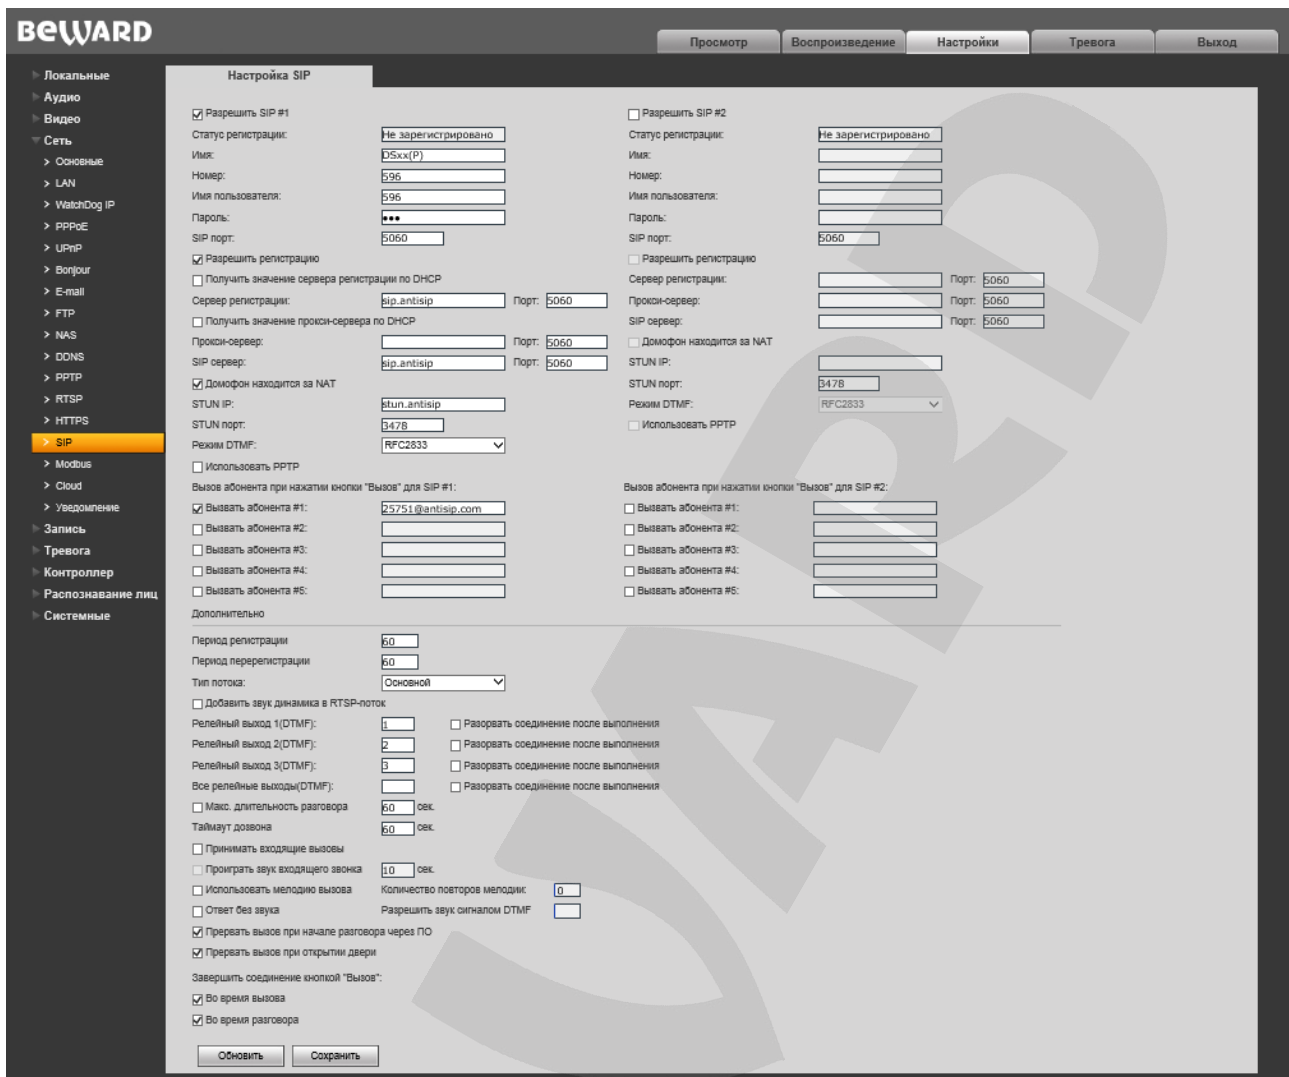 BEWARD
Просмотр Воспроизведение Настройки Тревога Выход
Локальные
Аудио
Видео
Сеть
Основные
LAN
WatchDog IP
PPPoE
UPnP
Bonjour
E-mail
FTP
NAS
DDNS
PPTP
RTSP
HTTPS
SIP
Modbus
Cloud
Уведомление
Запись
Тревога
Контроллер
Распознавание лиц
Системные
Настройка SIP
Разрешить SIP #1
Статус регистрации: Не зарегистрировано
Имя: DSxx(P)
Номер: 596
Имя пользователя: 596
Пароль: •••
SIP порт: 5060
Разрешить регистрацию
Получить значение сервера регистрации по DHCP
Сервер регистрации: sip.antisip Порт: 5060
Получить значение прокси-сервера по DHCP
Прокси-сервер: Порт: 5060
SIP сервер: sip.antisip Порт: 5060
Домофон находится за NAT
STUN IP: stun.antisip
STUN порт: 3478
Режим DTMF: RFC2833
Использовать PPTP
Разрешить SIP #2
Статус регистрации: Не зарегистрировано
Имя:
Номер:
Имя пользователя:
Пароль:
SIP порт: 5060
Разрешить регистрацию
Сервер регистрации: Порт: 5060
Прокси-сервер: Порт: 5060
SIP сервер: Порт: 5060
Домофон находится за NAT
STUN IP:
STUN порт: 3478
Режим DTMF: RFC2833
Использовать PPTP
Вызов абонента при нажатии кнопки "Вызов" для SIP #1:
Вызвать абонента #1: 25751@antisip.com
Вызвать абонента #2:
Вызвать абонента #3:
Вызвать абонента #4:
Вызвать абонента #5:
Вызов абонента при нажатии кнопки "Вызов" для SIP #2:
Вызвать абонента #1:
Вызвать абонента #2:
Вызвать абонента #3:
Вызвать абонента #4:
Вызвать абонента #5:
Дополнительно
Период регистрации 60
Период перерегистрации 60
Тип потока: Основной
Добавить звук динамика в RTSP-поток
Релейный выход 1(DTMF): 1 Разорвать соединение после выполнения
Релейный выход 2(DTMF): 2 Разорвать соединение после выполнения
Релейный выход 3(DTMF): 3 Разорвать соединение после выполнения
Все релейные выходы(DTMF): Разорвать соединение после выполнения
Макс. длительность разговора 60 сек.
Таймаут дозвона 60 сек.
Принимать входящие вызовы
Проиграть звук входящего звонка 10 сек.
Использовать мелодию вызова Количество повторов мелодии: 0
Ответ без звука Разрешить звук сигналом DTMF
Прервать вызов при начале разговора через ПО
Прервать вызов при открытии двери
Завершить соединение кнопкой "Вызов":
Во время вызова
Во время разговора
Обновить Сохранить